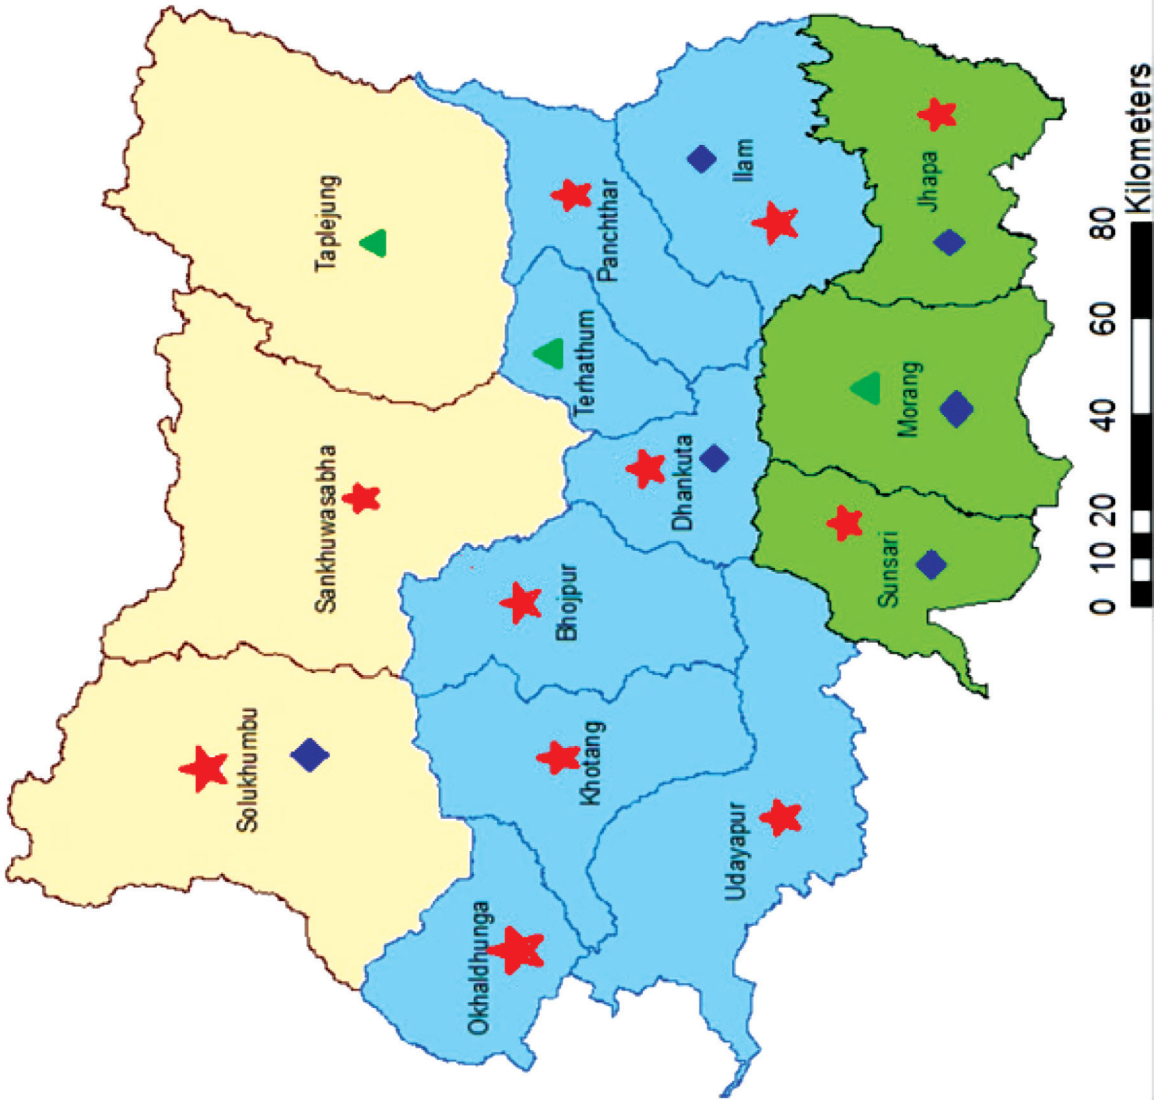 Taplejung
Sankhuwasabha
Solukhumbu
Panchthar
Terhathum
Ilam
Dhankuta
Bhojpur
Khotang
Okhaldhunga
Udayapur
Jhapa
Morang
Sunsari
0 10 20 40 60 80
Kilometers